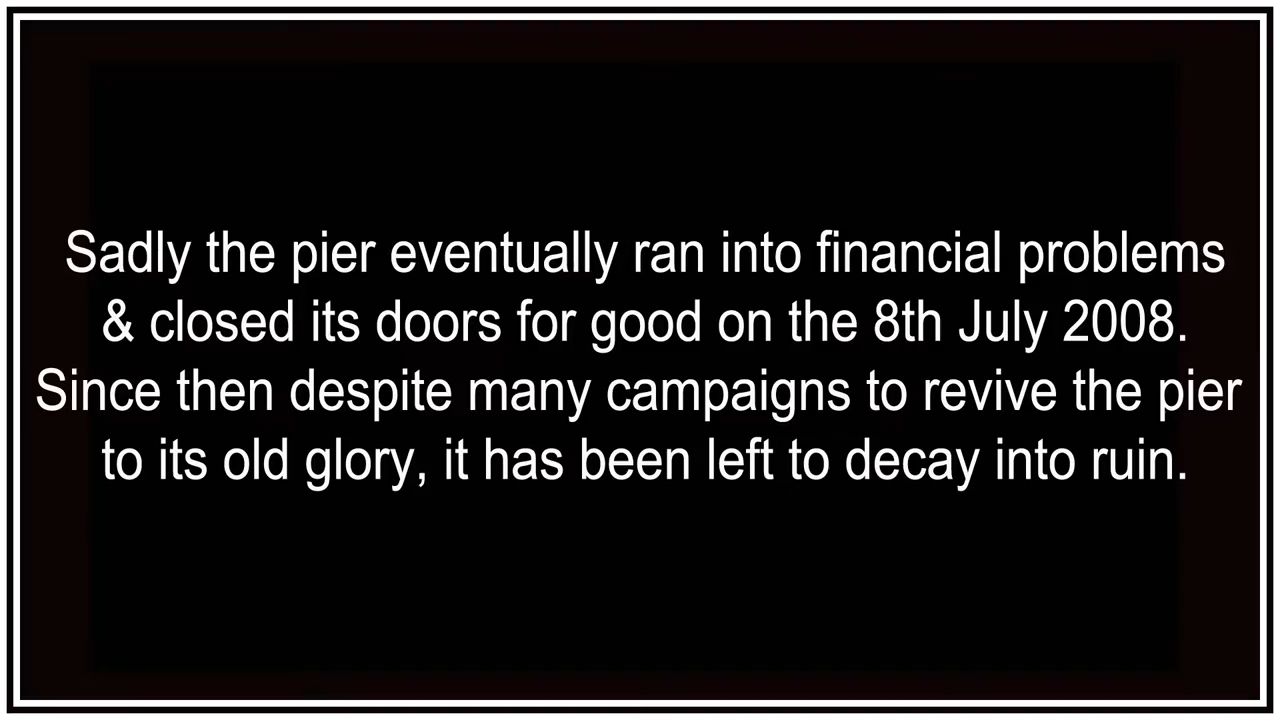 Sadly the pier eventually ran into financial problems
& closed its doors for good on the 8th July 2008.
Since then despite many campaigns to revive the pier
to its old glory, it has been left to decay into ruin.